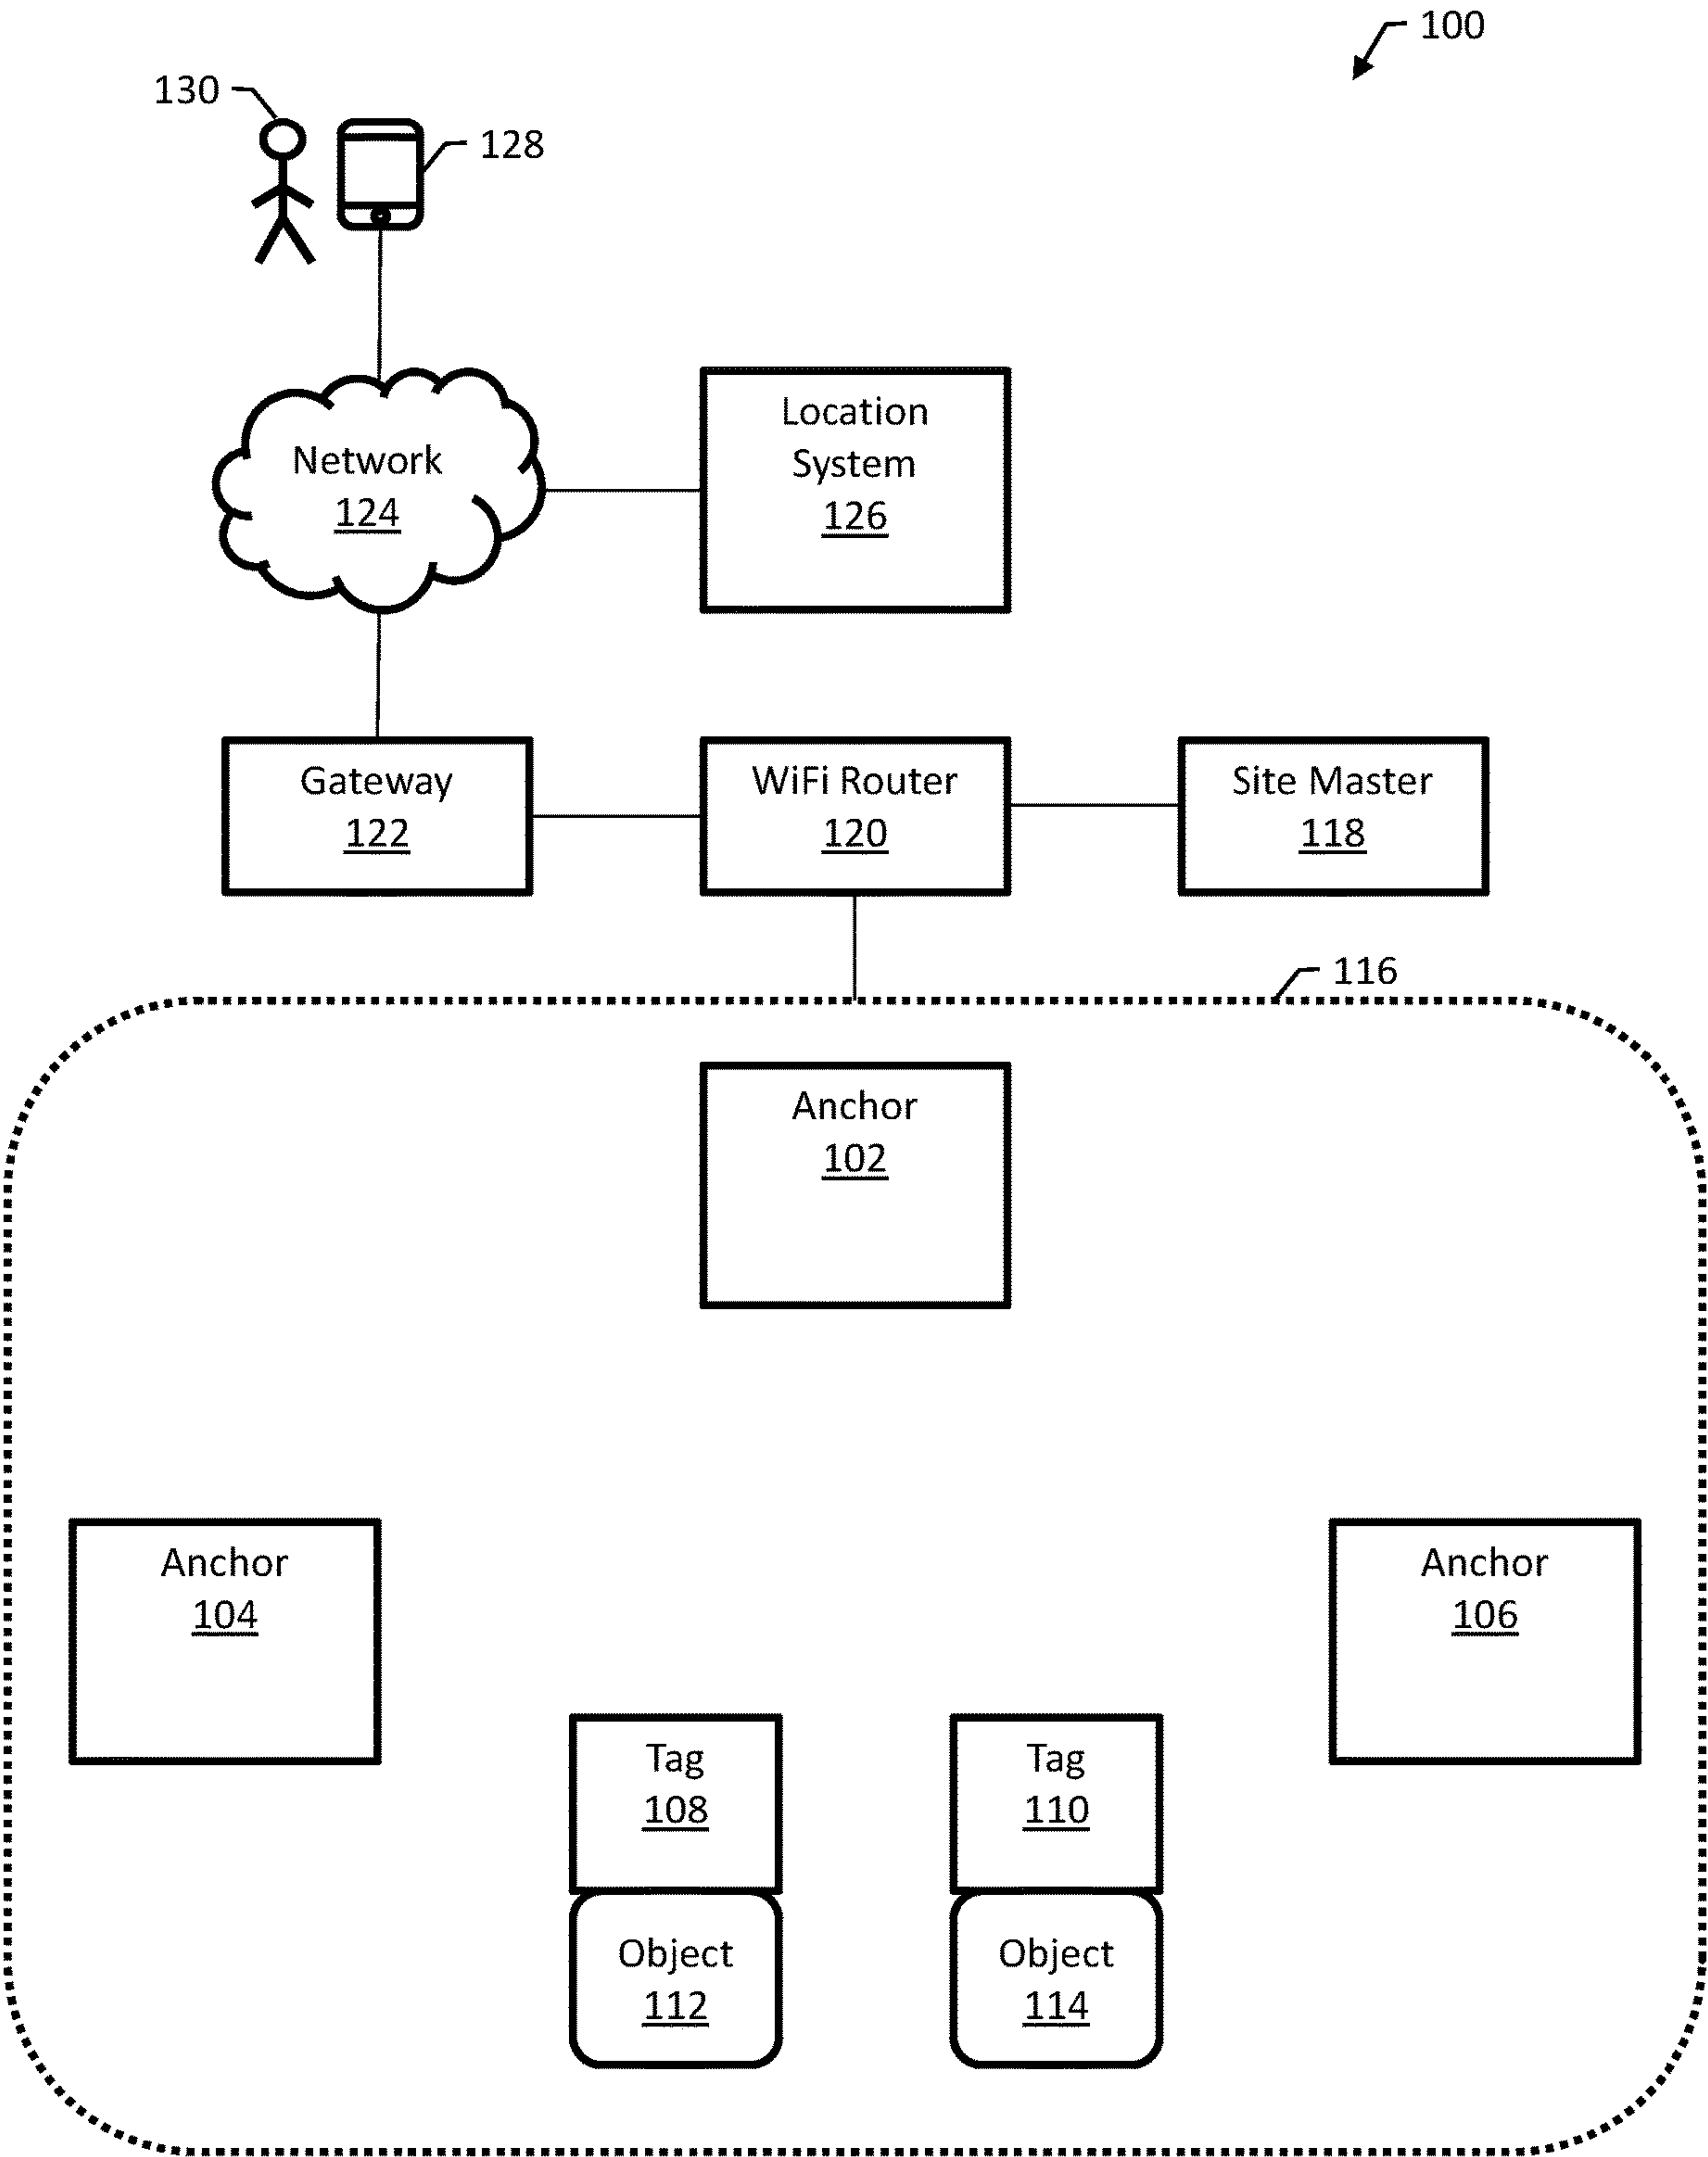 100
130
128
Network
124
Location
System
126
Gateway
122
WiFi Router
120
Site Master
118
116
Anchor
102
Anchor
104
Anchor
106
Tag
108
Tag
110
Object
112
Object
114